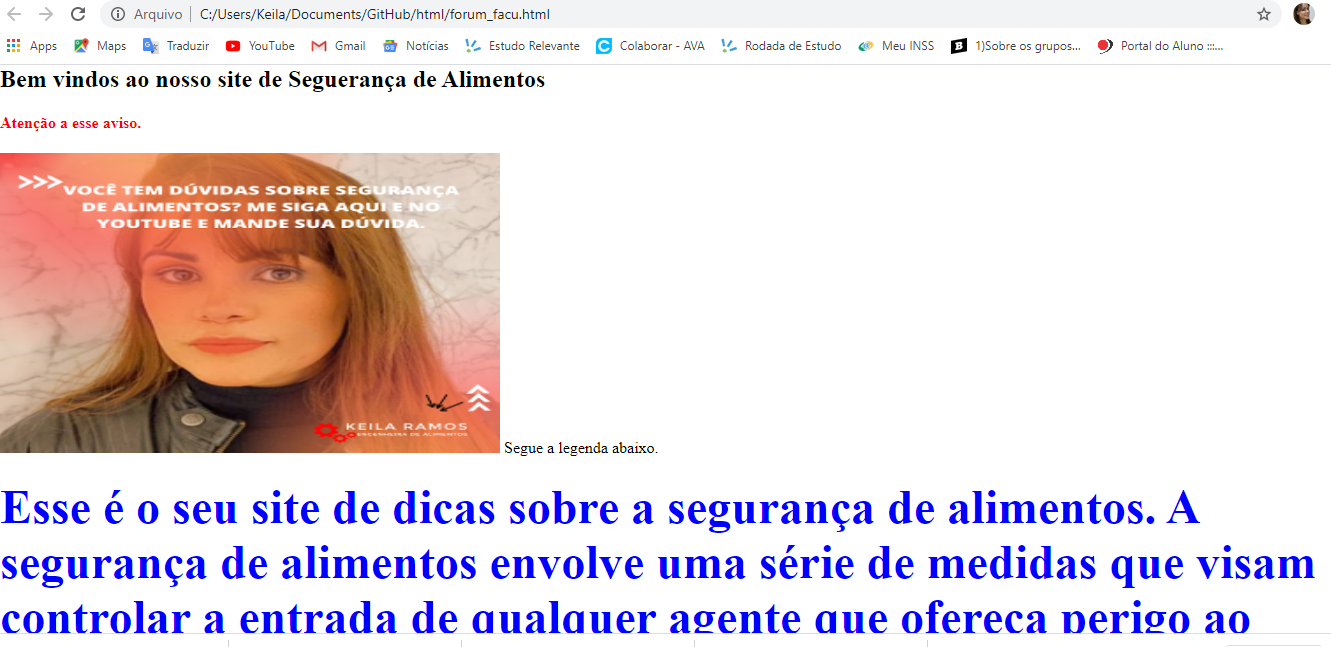 Arquivo | C:/Users/Keila/Documents/GitHub/html/forum_facu.html
Apps Maps Traduzir YouTube Gmail Notícias Estudo Relevante Colaborar - AVA Rodada de Estudo Meu INSS 1)Sobre os grupos... Portal do Aluno :::...
Bem vindos ao nosso site de Seguerança de Alimentos
Atenção a esse aviso.
>>> VOCÊ TEM DÚVIDAS SOBRE SEGURANÇA
DE ALIMENTOS? ME SIGA AQUI E NO
YOUTUBE E MANDE SUA DÚVIDA.
KEILA RAMOS
ENGENHEIRA DE ALIMENTOS
Segue a legenda abaixo.
Esse é o seu site de dicas sobre a segurança de alimentos. A
segurança de alimentos envolve uma série de medidas que visam
controlar a entrada de qualquer agente que ofereça perigo ao